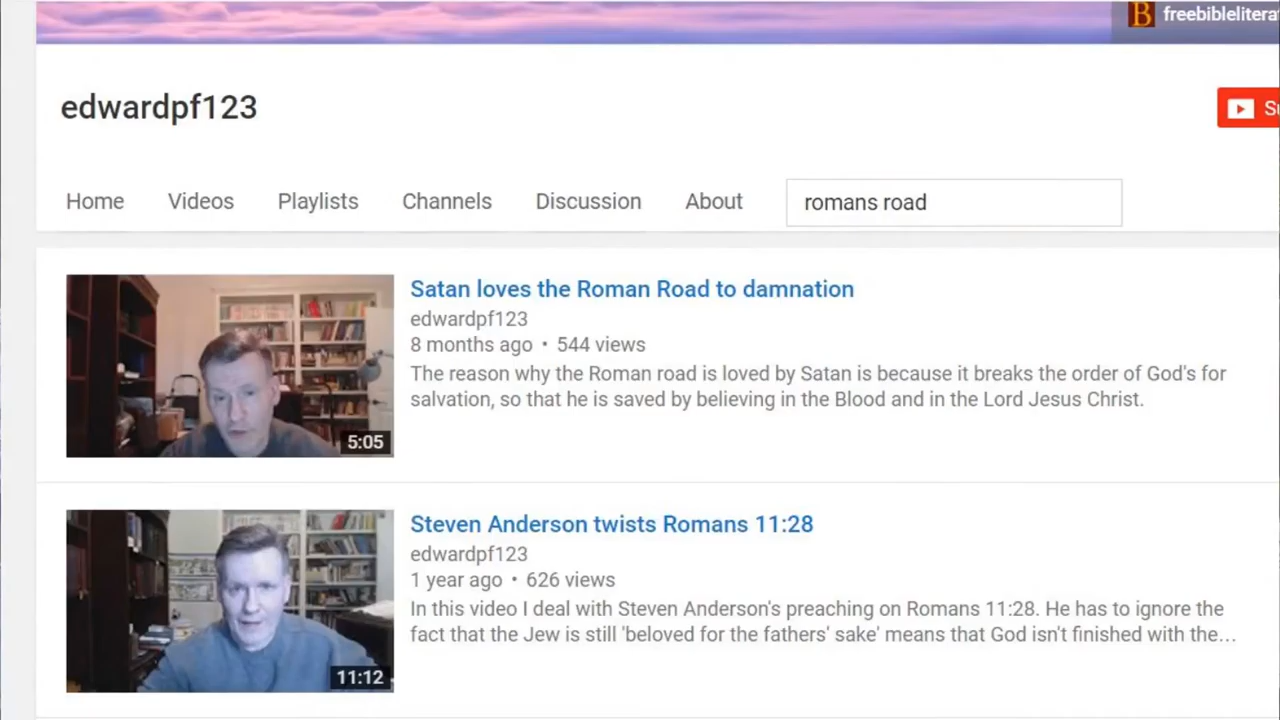 freebiblelitera
edwardpf123
Home Videos Playlists Channels Discussion About romans road
Satan loves the Roman Road to damnation
edwardpf123
8 months ago • 544 views
The reason why the Roman road is loved by Satan is because it breaks the order of God's for
salvation, so that he is saved by believing in the Blood and in the Lord Jesus Christ.
5:05
Steven Anderson twists Romans 11:28
edwardpf123
1 year ago • 626 views
In this video I deal with Steven Anderson's preaching on Romans 11:28. He has to ignore the
fact that the Jew is still 'beloved for the fathers' sake' means that God isn't finished with the...
11:12